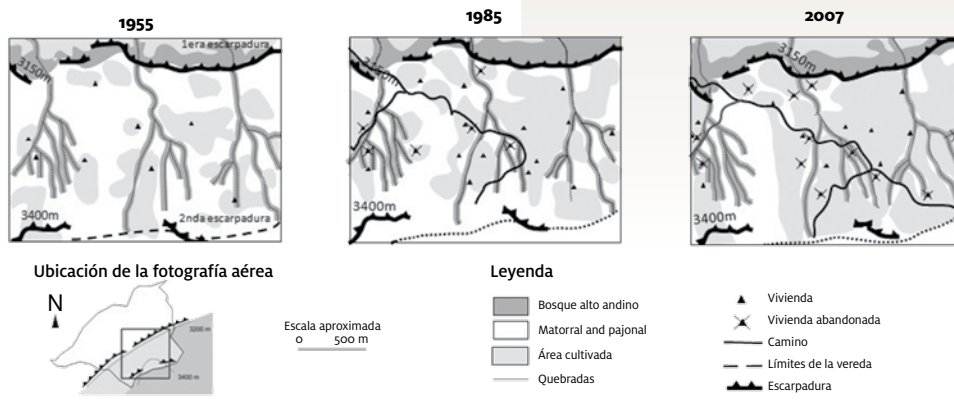 1955
1985
2007
1era escarpadura
3150m
3400m
2nda escarpadura
3150m
3400m
3150m
3400m
Ubicación de la fotografía aérea
N
3200 m
3400 m
Escala aproximada
0 500 m
Leyenda
Bosque alto andino
Matorral and pajonal
Área cultivada
Quebradas
Vivienda
Vivienda abandonada
Camino
Límites de la vereda
Escarpadura